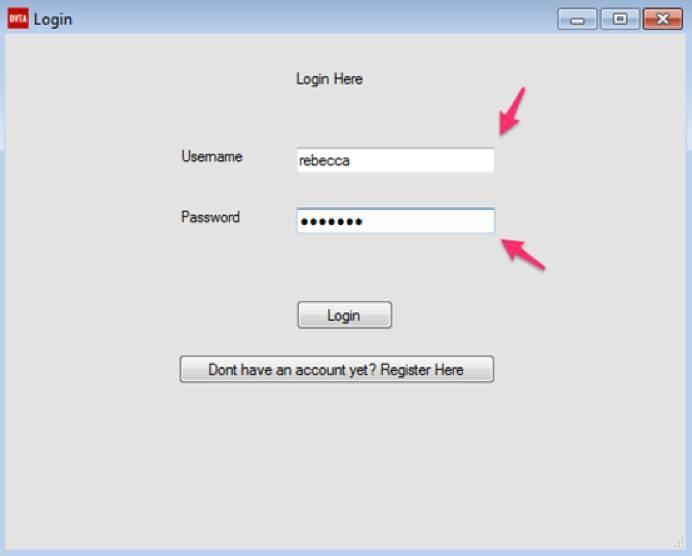 DVTA Login
Login Here
Username
rebecca
Password
•••••••
Login
Dont have an account yet? Register Here